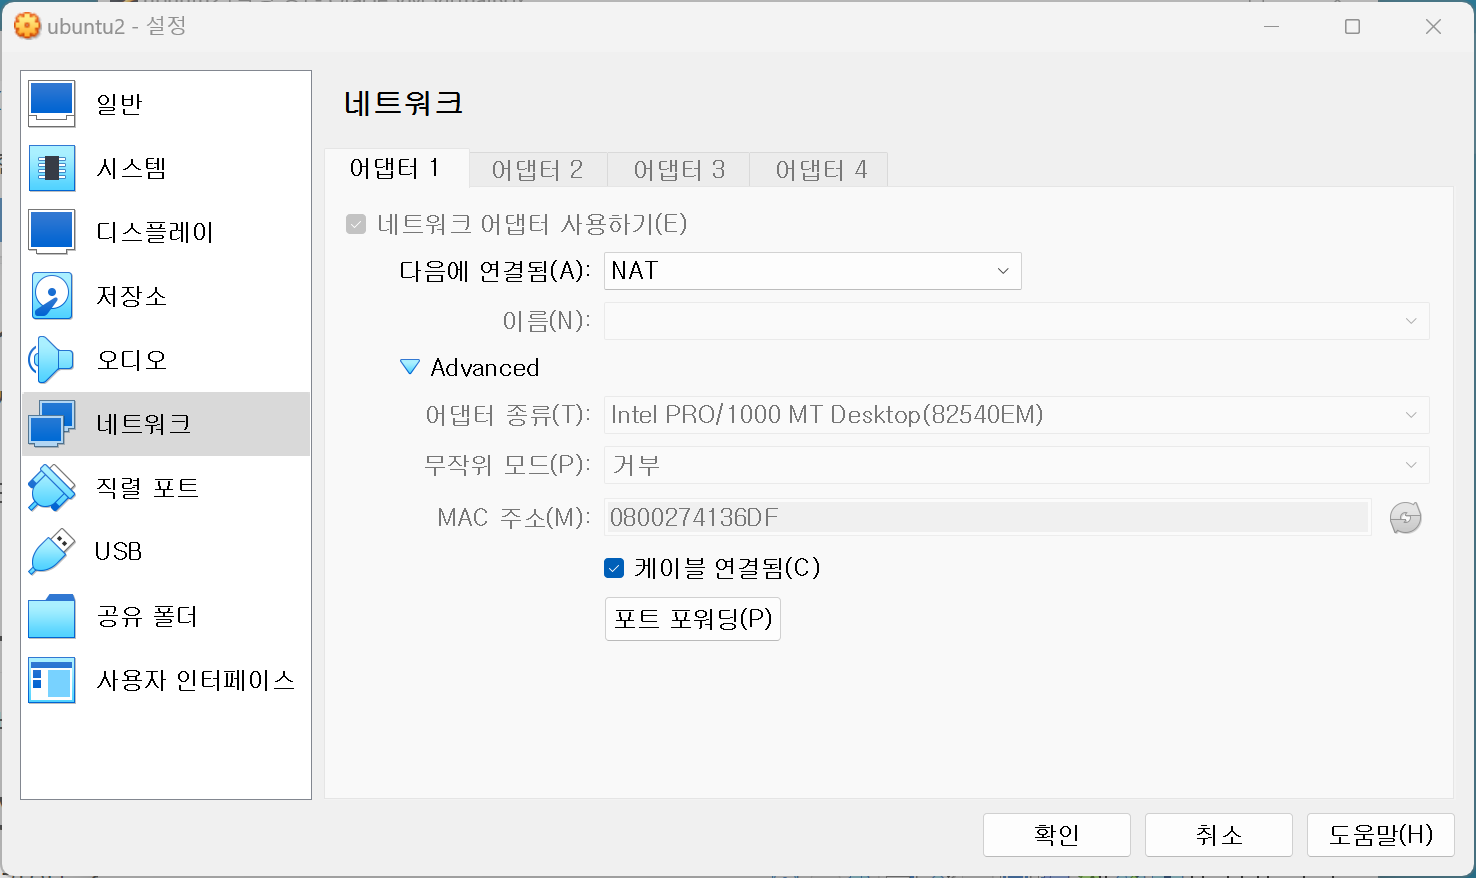 ubuntu2 - 설정
일반
시스템
디스플레이
저장소
오디오
네트워크
직렬 포트
USB
공유 폴더
사용자 인터페이스
네트워크
어댑터 1 어댑터 2 어댑터 3 어댑터 4
네트워크 어댑터 사용하기(E)
다음에 연결됨(A): NAT
이름(N):
Advanced
어댑터 종류(T): Intel PRO/1000 MT Desktop(82540EM)
무작위 모드(P): 거부
MAC 주소(M): 0800274136DF
케이블 연결됨(C)
포트 포워딩(P)
확인 취소 도움말(H)